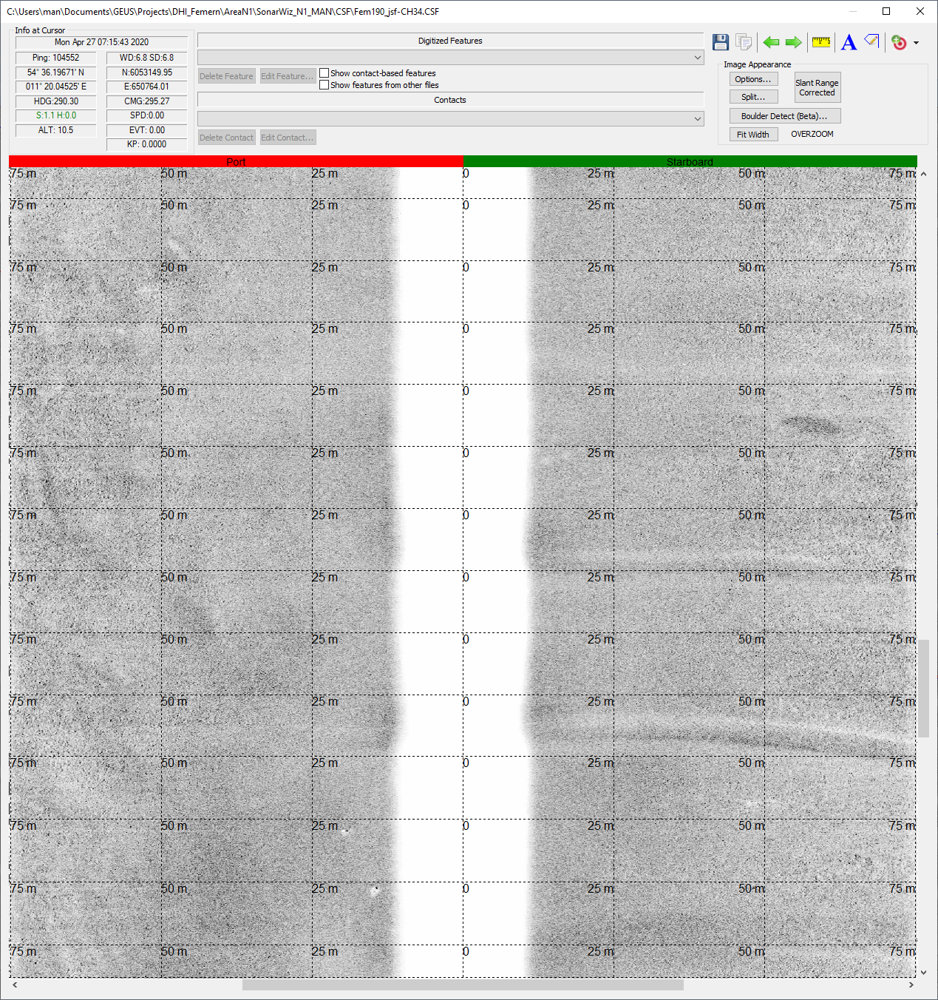 C:\Users\man\Documents\GEUS\Projects\DHI_Femern\AreaN1\SonarWiz_N1_MAN\CSF\Fem190_jsf-CH34.CSF
Info at Cursor
Mon Apr 27 07:15:43 2020
Ping: 104552 WD:6.8 SD:6.8
54° 36.19671' N N:6053149.95
011° 20.04525' E E:650764.01
HDG:290.30 CMG:295.27
S:1.1 H:0.0 SPD:0.00
ALT: 10.5 EVT: 0.00
KP: 0.0000
Digitized Features
Delete Feature Edit Feature...
Show contact-based features
Show features from other files
Contacts
Delete Contact Edit Contact...
Image Appearance
Options...
Split...
Slant Range
Corrected
Boulder Detect (Beta)...
Fit Width OVERZOOM
Port Starboard
75 m 50 m 25 m 0 25 m 50 m 75 m
75 m 50 m 25 m 0 25 m 50 m 75 m
75 m 50 m 25 m 0 25 m 50 m 75 m
75 m 50 m 25 m 0 25 m 50 m 75 m
75 m 50 m 25 m 0 25 m 50 m 75 m
75 m 50 m 25 m 0 25 m 50 m 75 m
75 m 50 m 25 m 0 25 m 50 m 75 m
75 m 50 m 25 m 0 25 m 50 m 75 m
75 m 50 m 25 m 0 25 m 50 m 75 m
75 m 50 m 25 m 0 25 m 50 m 75 m
75 m 50 m 25 m 0 25 m 50 m 75 m
75 m 50 m 25 m 0 25 m 50 m 75 m
75 m 50 m 25 m 0 25 m 50 m 75 m
75 m 50 m 25 m 0 25 m 50 m 75 m